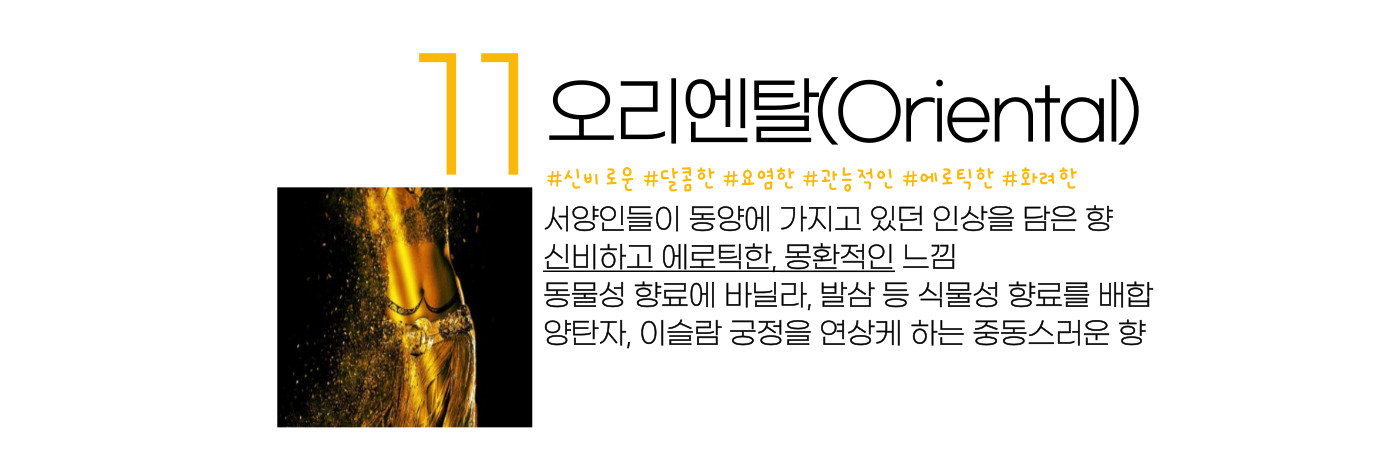 11
오리엔탈(Oriental)
#신비로운 #달콤한 #요염한 #관능적인 #에로틱한 #화려한
서양인들이 동양에 가지고 있던 인상을 담은 향
신비하고 에로틱한, 몽환적인 느낌
동물성 향료에 바닐라, 발삼 등 식물성 향료를 배합
양탄자, 이슬람 궁정을 연상케 하는 중동스러운 향